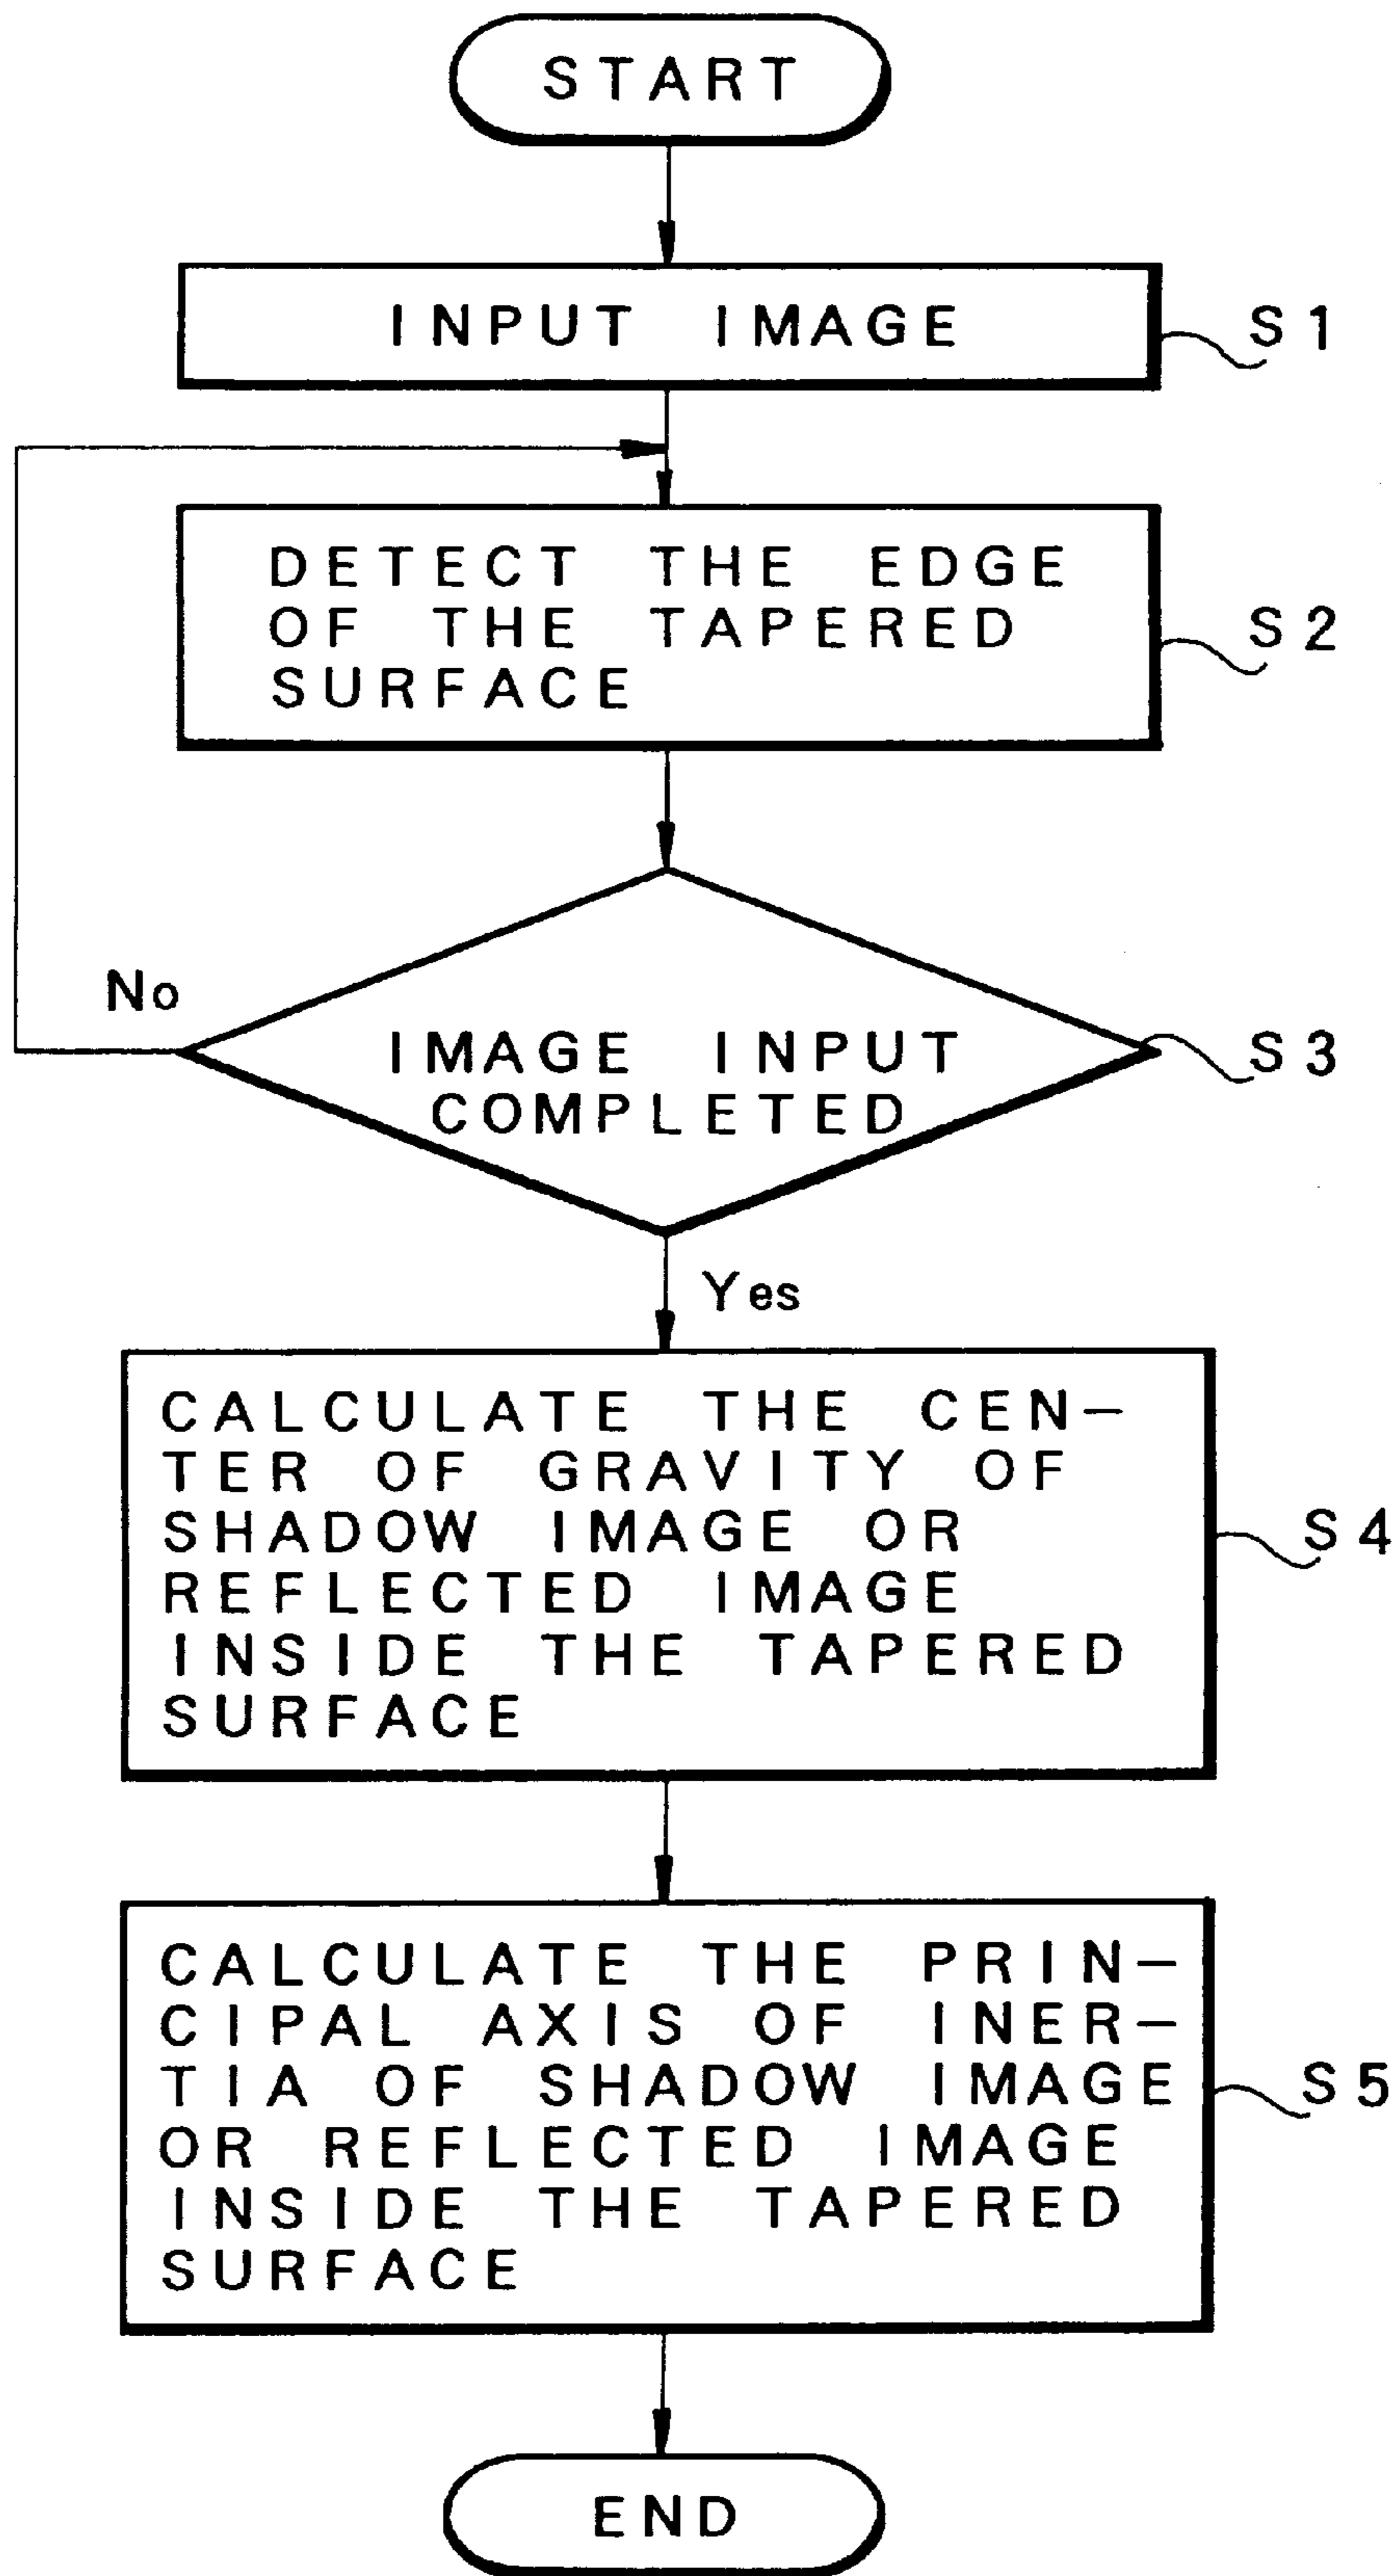 START
INPUT IMAGE
S1
DETECT THE EDGE
OF THE TAPERED
SURFACE
S2
No
IMAGE INPUT
COMPLETED
S3
Yes
CALCULATE THE CEN-
TER OF GRAVITY OF
SHADOW IMAGE OR
REFLECTED IMAGE
INSIDE THE TAPERED
SURFACE
S4
CALCULATE THE PRIN-
CIPAL AXIS OF INER-
TIA OF SHADOW IMAGE
OR REFLECTED IMAGE
INSIDE THE TAPERED
SURFACE
S5
END